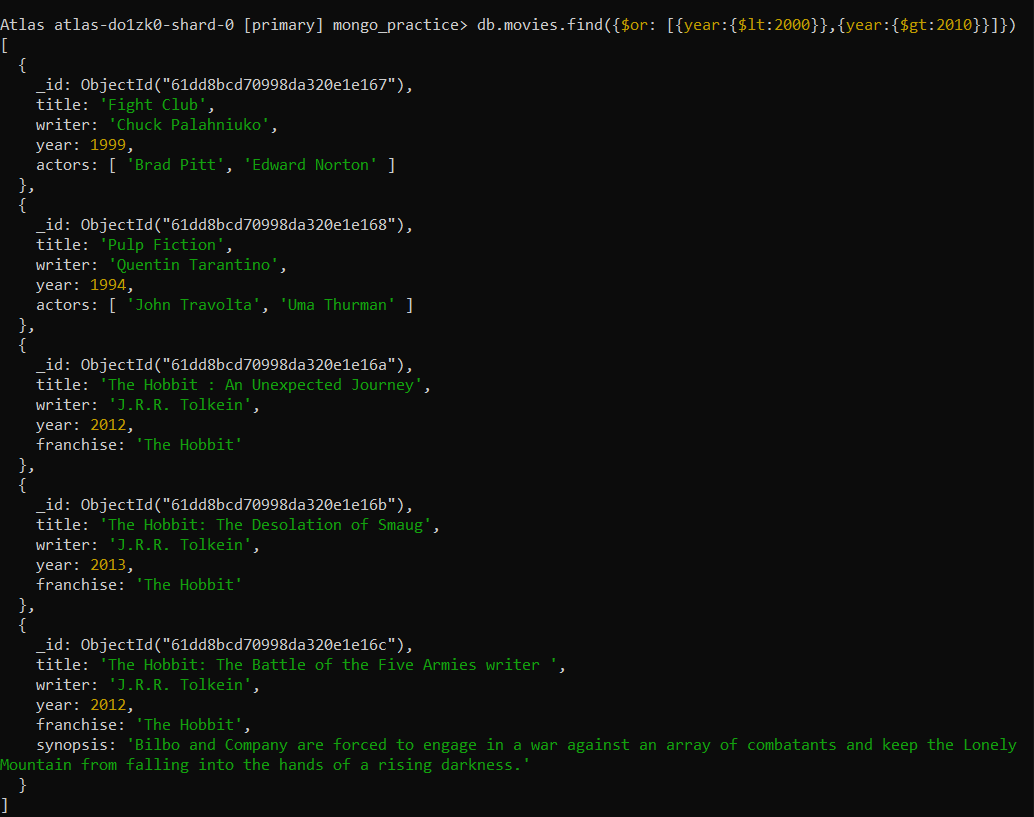 Atlas atlas-do1zk0-shard-0 [primary] mongo_practice> db.movies.find({$or: [{year:{$lt:2000}},{year:{$gt:2010}}]})
[
  {
    _id: ObjectId("61dd8bcd70998da320e1e167"),
    title: 'Fight Club',
    writer: 'Chuck Palahniuko',
    year: 1999,
    actors: [ 'Brad Pitt', 'Edward Norton' ]
  },
  {
    _id: ObjectId("61dd8bcd70998da320e1e168"),
    title: 'Pulp Fiction',
    writer: 'Quentin Tarantino',
    year: 1994,
    actors: [ 'John Travolta', 'Uma Thurman' ]
  },
  {
    _id: ObjectId("61dd8bcd70998da320e1e16a"),
    title: 'The Hobbit : An Unexpected Journey',
    writer: 'J.R.R. Tolkein',
    year: 2012,
    franchise: 'The Hobbit'
  },
  {
    _id: ObjectId("61dd8bcd70998da320e1e16b"),
    title: 'The Hobbit: The Desolation of Smaug',
    writer: 'J.R.R. Tolkein',
    year: 2013,
    franchise: 'The Hobbit'
  },
  {
    _id: ObjectId("61dd8bcd70998da320e1e16c"),
    title: 'The Hobbit: The Battle of the Five Armies writer ',
    writer: 'J.R.R. Tolkein',
    year: 2012,
    franchise: 'The Hobbit',
    synopsis: 'Bilbo and Company are forced to engage in a war against an array of combatants and keep the Lonely
Mountain from falling into the hands of a rising darkness.'
  }
]